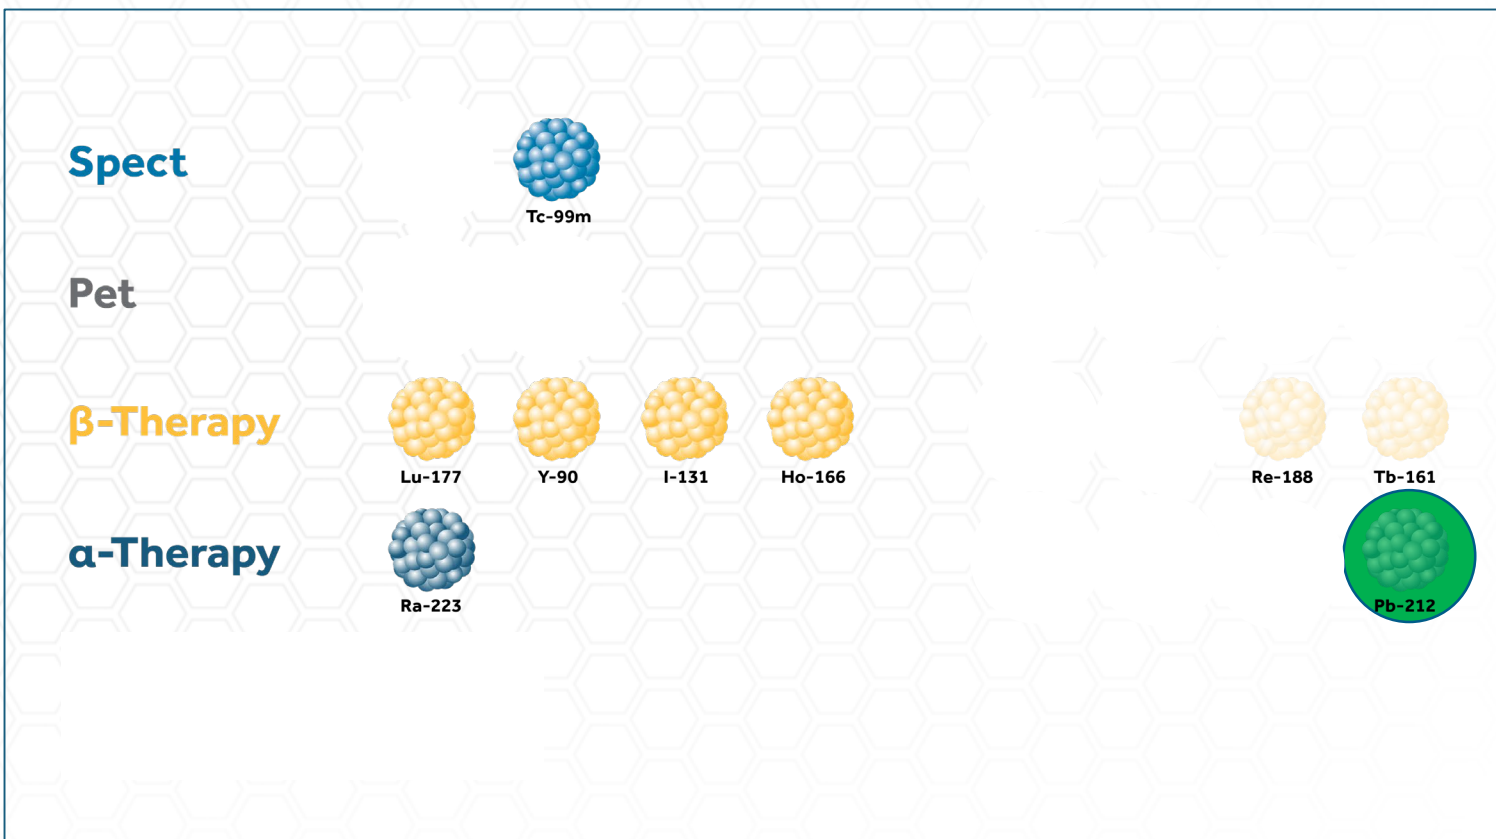 Spect
Tc-99m
Pet
β-Therapy
Lu-177 Y-90 I-131 Ho-166 Re-188 Tb-161
α-Therapy
Ra-223 Pb-212